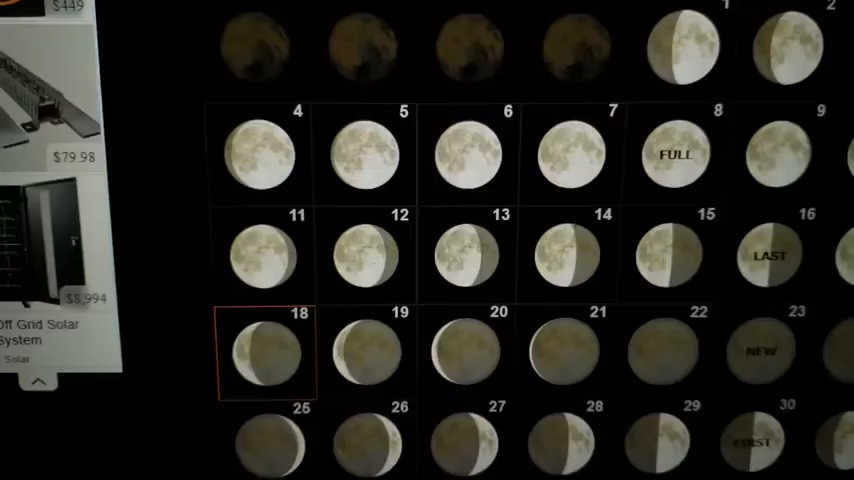 $449
1 2
4 5 6 7 8 9
$79.98
FULL
11 12 13 14 15 16
LAST
$8,994
18 19 20 21 22 23
Off Grid Solar
System
NEW
Solar
25 26 27 28 29 30
FIRST